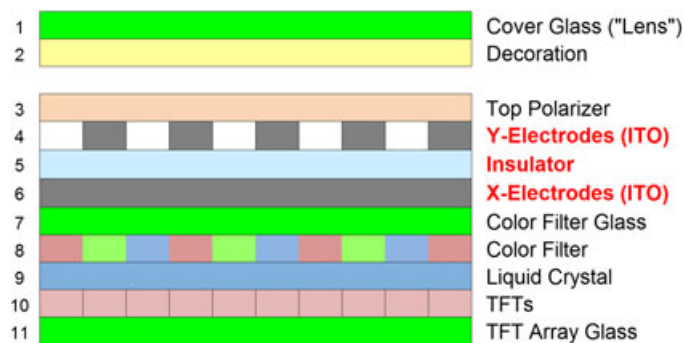 1 Cover Glass ("Lens")
2 Decoration
3 Top Polarizer
4 Y-Electrodes (ITO)
5 Insulator
6 X-Electrodes (ITO)
7 Color Filter Glass
8 Color Filter
9 Liquid Crystal
10 TFTs
11 TFT Array Glass